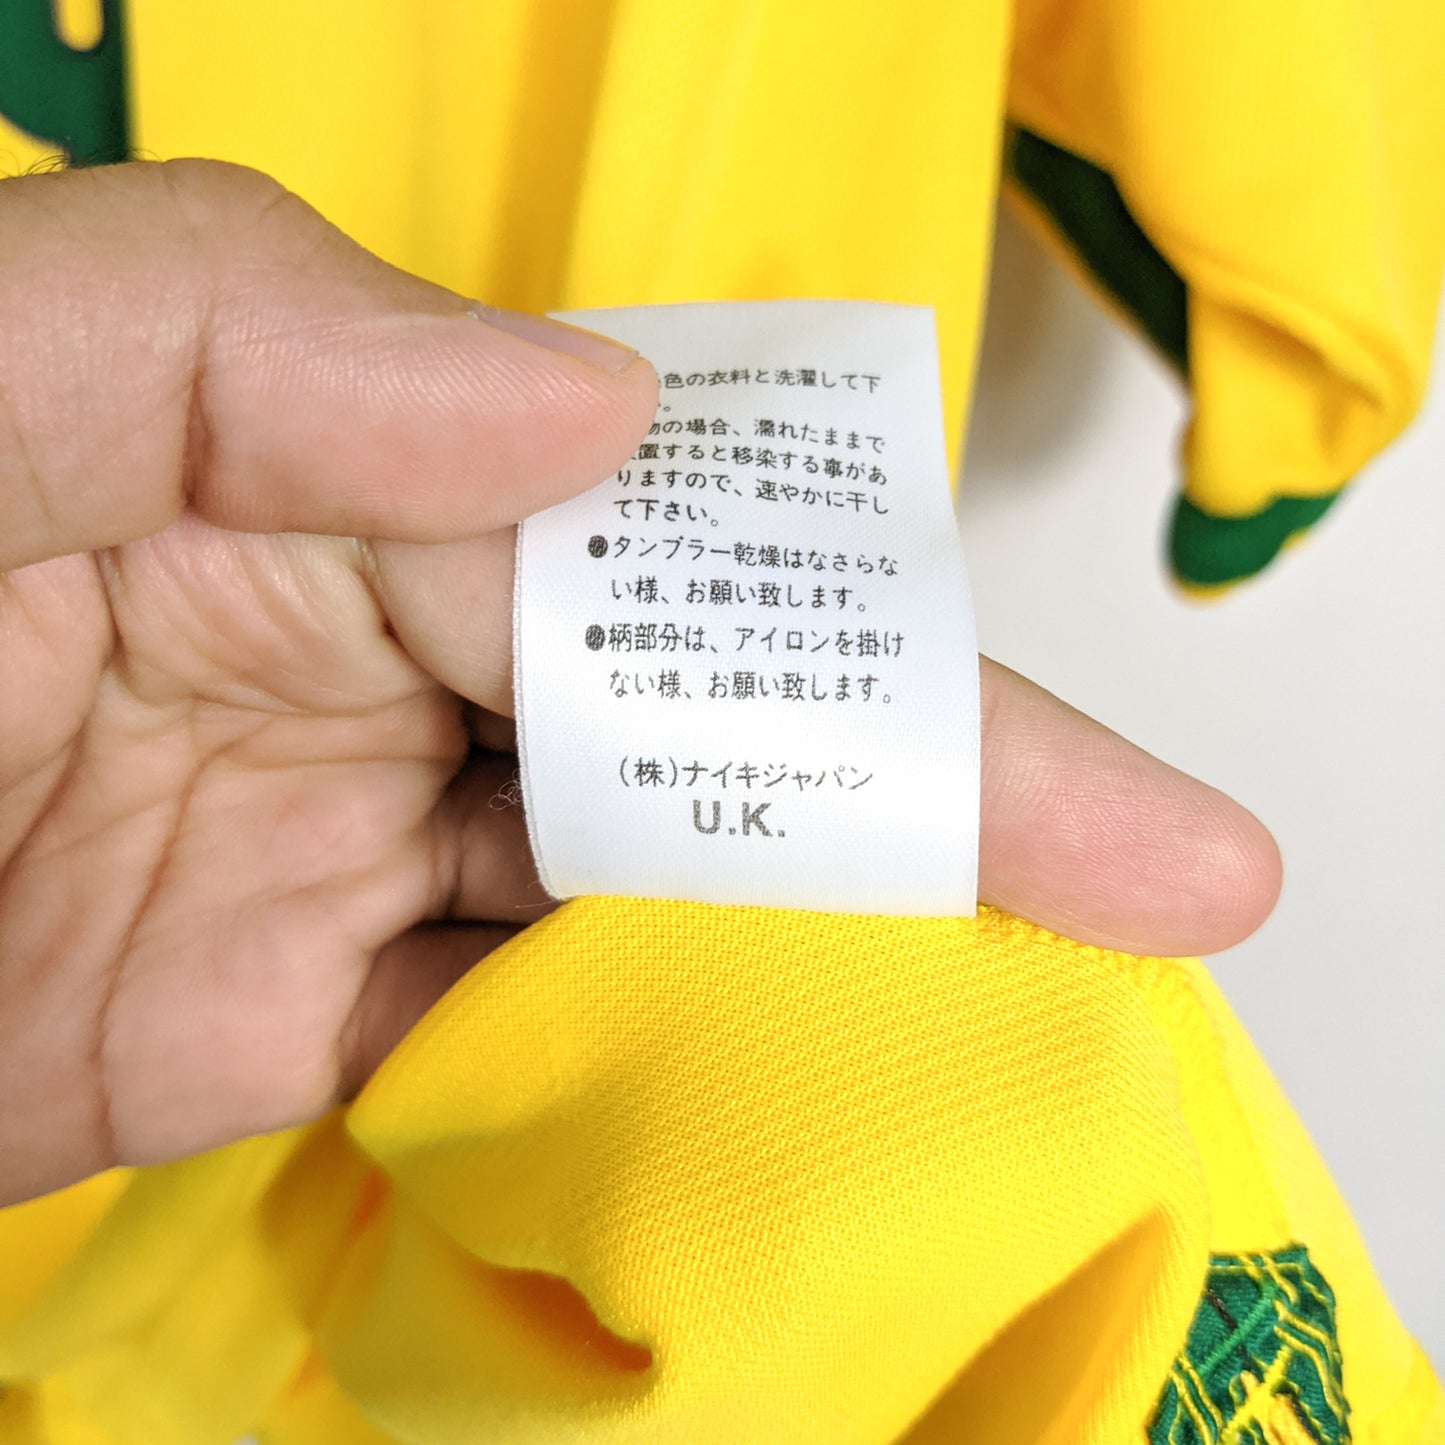 色の衣料と洗濯して下
い。
物の場合、濡れたままで
置すると移染する事があ
りますので、速やかに干し
て下さい。
●タンブラー乾燥はなさらな
い様、お願い致します。
●柄部分は、アイロンを掛け
ない様、お願い致します。
(株)ナイキジャパン
U.K.